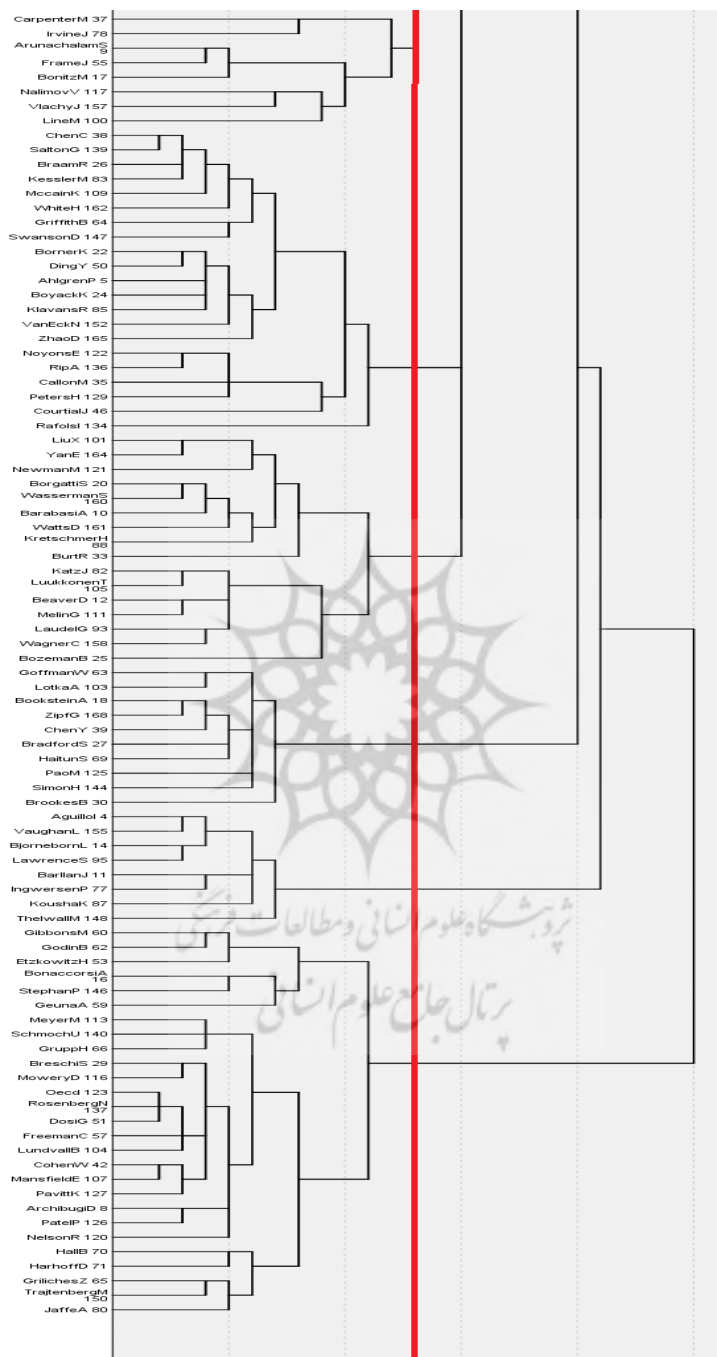 CarpenterM 37
IrvineJ 78
ArunachalamS
9
FrameJ 55
BonitzM 17
NalimovV 117
VlachyJ 157
LineM 100
ChenC 38
SaltonG 139
BraamR 26
KesslerM 83
MccainK 109
WhiteH 162
GriffithB 64
SwansonD 147
BornerK 22
DingY 50
AhlgrenP 5
BoyackK 24
KlavansR 85
VanEckN 152
ZhaoD 165
NoyonsE 122
RipA 136
CallonM 35
PetersH 129
CourtialJ 46
RafolsI 134
LiuX 101
YanE 164
NewmanM 121
BorgattiS 20
WassermanS
160
BarabasiA 10
WattsD 161
KretschmerH
88
BurtR 33
KatzJ 82
LuukkonenT
105
BeaverD 12
MelinG 111
LaudelG 93
WagnerC 158
BozemanB 25
GoffmanW 63
LotkaA 103
BooksteinA 18
ZipfG 168
ChenY 39
BradfordS 27
HaitunS 69
PaoM 125
SimonH 144
BrookesB 30
AguilloI 4
VaughanL 155
BjornebornL 14
LawrenceS 95
BarIlanJ 11
IngwersenP 77
KoushaK 87
ThelwallM 148
GibbonsM 60
GodinB 62
EtzkowitzH 53
BonaccorsiA
16
StephanP 146
GeunaA 59
MeyerM 113
SchmochU 140
GruppH 66
BreschiS 29
MoweryD 116
Oecd 123
RosenbergN
137
DosiG 51
FreemanC 57
LundvallB 104
CohenW 42
MansfieldE 107
PavittK 127
ArchibugiD 8
PatelP 126
NelsonR 120
HallB 70
HarhoffD 71
GrilichesZ 65
TrajtenbergM
150
JaffeA 80
پژوهشگاه علوم انسانی و مطالعات فرهنگی
پرتال جامع علوم انسانی